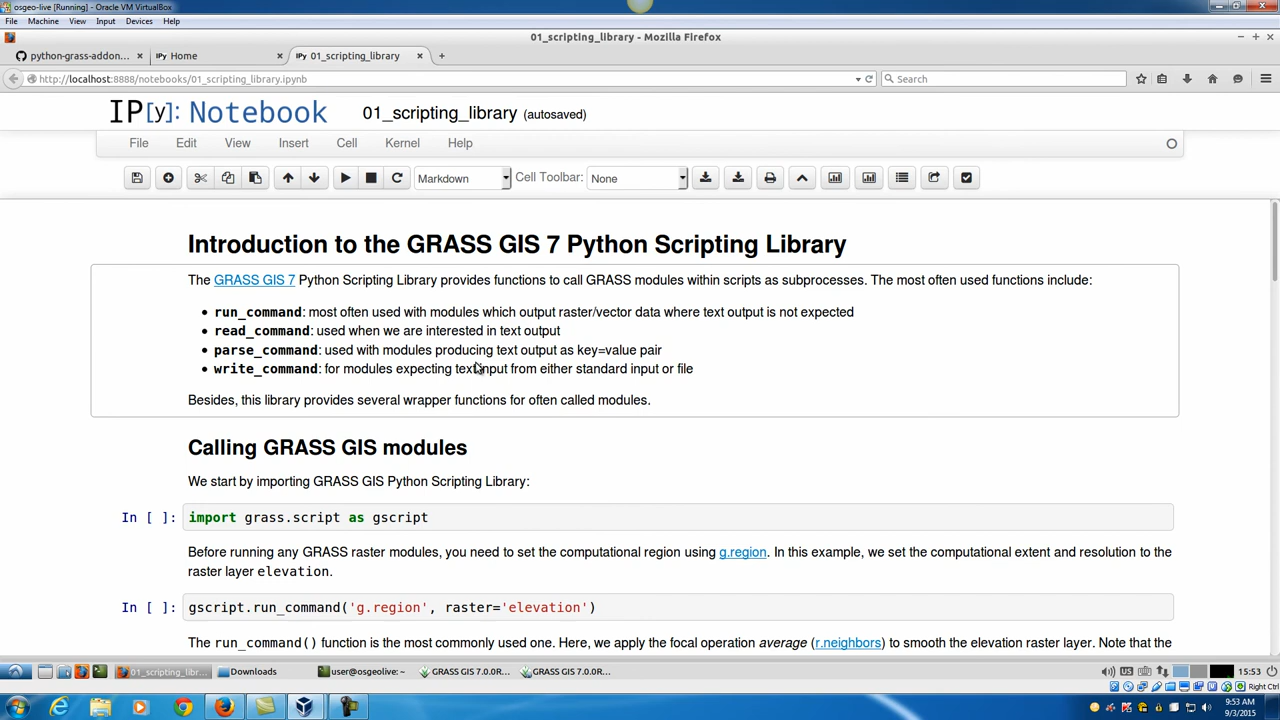 osgeo-live [Running] - Oracle VM VirtualBox
File Machine View Input Devices Help
01_scripting_library - Mozilla Firefox
python-grass-addon... × IP[y]: Home × IP[y]: 01_scripting_library × +
http://localhost:8888/notebooks/01_scripting_library.ipynb Search
IP[y]: Notebook 01_scripting_library (autosaved)
File Edit View Insert Cell Kernel Help
Markdown Cell Toolbar: None
Introduction to the GRASS GIS 7 Python Scripting Library
The GRASS GIS 7 Python Scripting Library provides functions to call GRASS modules within scripts as subprocesses. The most often used functions include:
• run_command: most often used with modules which output raster/vector data where text output is not expected
• read_command: used when we are interested in text output
• parse_command: used with modules producing text output as key=value pair
• write_command: for modules expecting text input from either standard input or file
Besides, this library provides several wrapper functions for often called modules.
Calling GRASS GIS modules
We start by importing GRASS GIS Python Scripting Library:
In [ ]: import grass.script as gscript
Before running any GRASS raster modules, you need to set the computational region using g.region. In this example, we set the computational extent and resolution to the
raster layer elevation.
In [ ]: gscript.run_command('g.region', raster='elevation')
The run_command() function is the most commonly used one. Here, we apply the focal operation average (r.neighbors) to smooth the elevation raster layer. Note that the
01_scripting_libr... Downloads user@osgeolive: ~ GRASS GIS 7.0.0R... GRASS GIS 7.0.0R... US 15:53
Right Ctrl
9:53 AM
9/3/2015